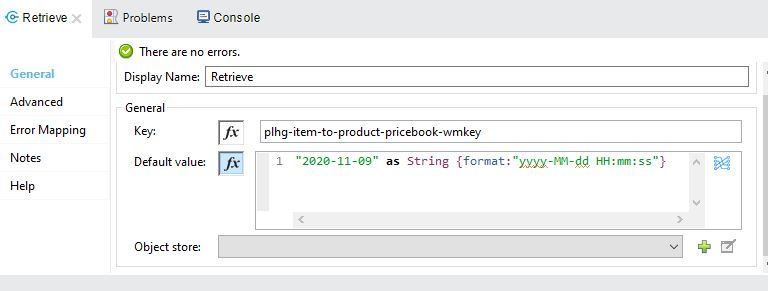 Retrieve Problems Console
There are no errors.
General
Advanced
Error Mapping
Notes
Help
Display Name: Retrieve
General
Key: fx plhg-item-to-product-pricebook-wmkey
Default value: fx 1 "2020-11-09" as String {format:"yyyy-MM-dd HH:mm:ss"}
Object store: